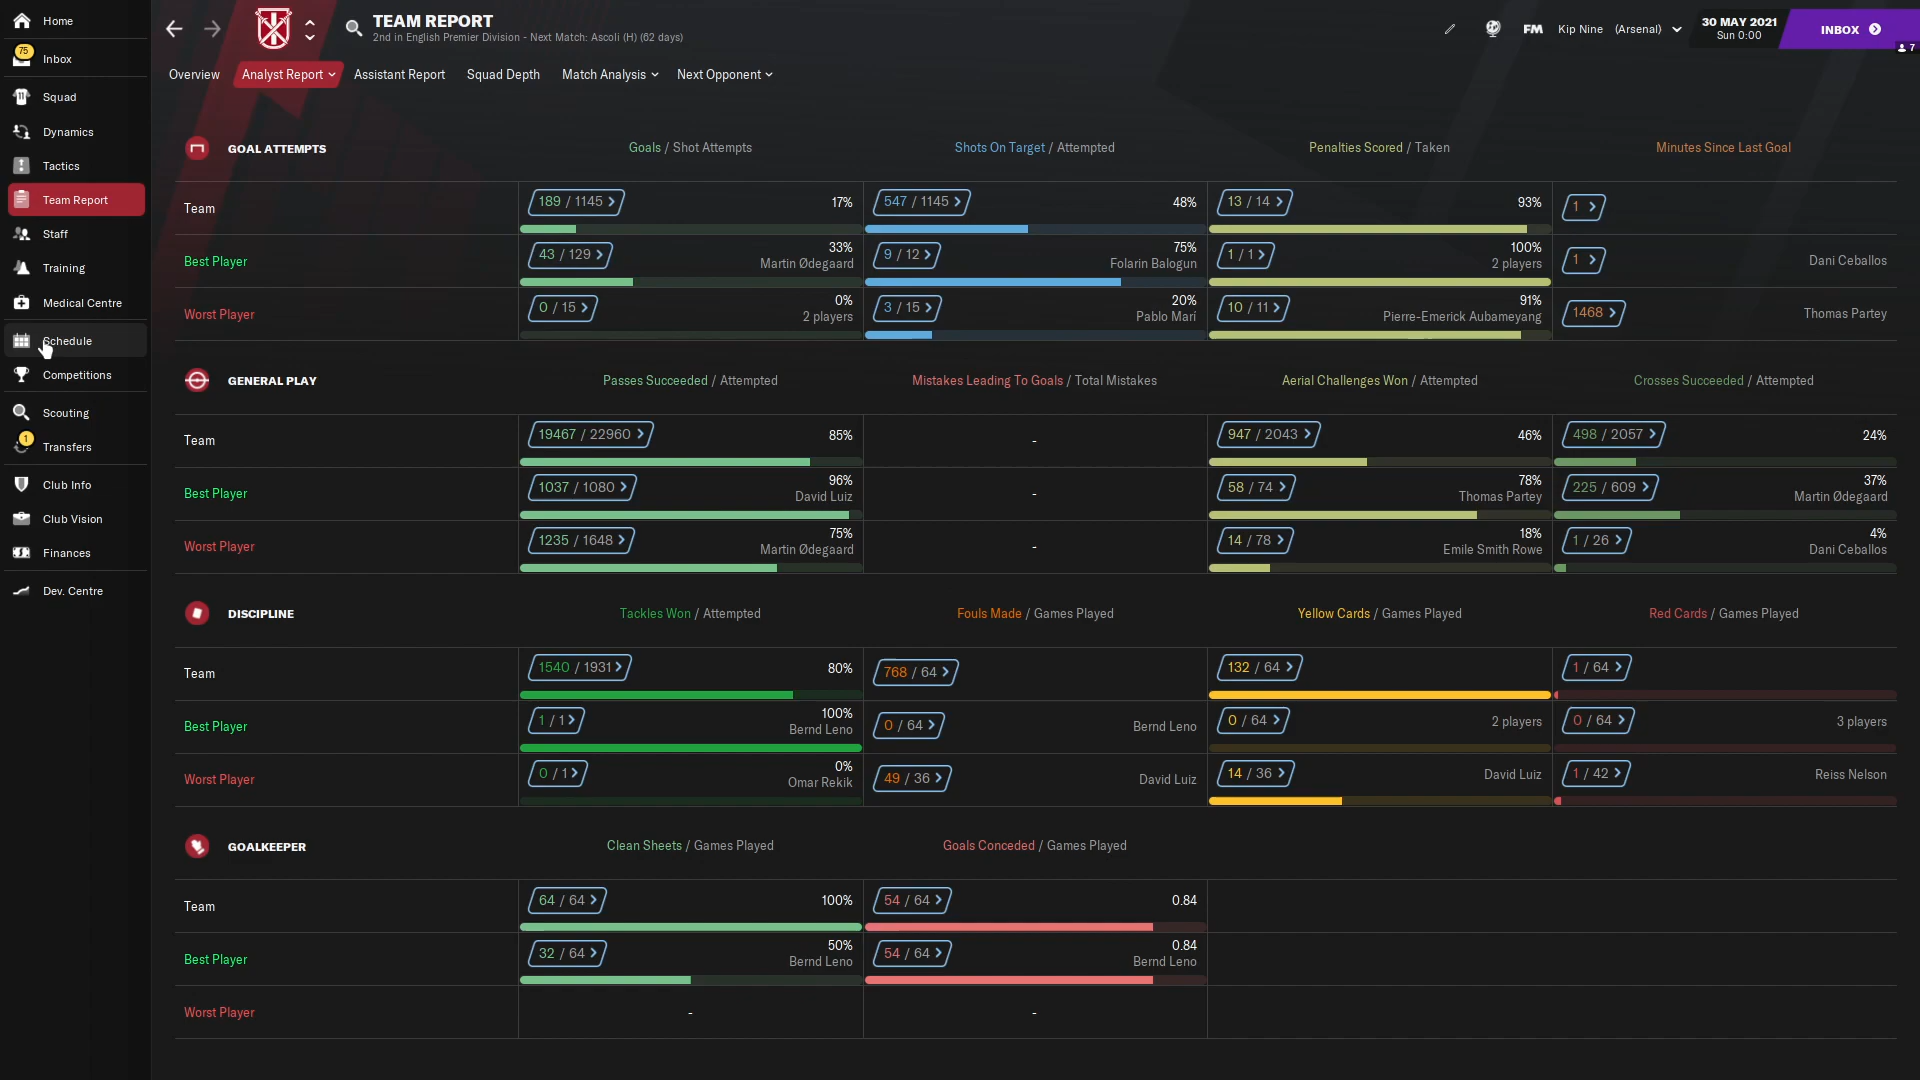 Home
75
Inbox
Squad
Dynamics
Tactics
Team Report
Staff
Training
Medical Centre
Schedule
Competitions
Scouting
1
Transfers
Club Info
Club Vision
Finances
Dev. Centre
TEAM REPORT
2nd in English Premier Division - Next Match: Ascoli (H) (62 days)
FM Kip Nine (Arsenal)
30 MAY 2021
Sun 0:00
INBOX
7
Overview Analyst Report Assistant Report Squad Depth Match Analysis Next Opponent
GOAL ATTEMPTS Goals / Shot Attempts Shots On Target / Attempted Penalties Scored / Taken Minutes Since Last Goal
Team 189 / 1145 17% 547 / 1145 48% 13 / 14 93% 1
Best Player 43 / 129 33% Martin Ødegaard 9 / 12 75% Folarin Balogun 1 / 1 100% 2 players 1 Dani Ceballos
Worst Player 0 / 15 0% 2 players 3 / 15 20% Pablo Marí 10 / 11 91% Pierre-Emerick Aubameyang 1468 Thomas Partey
GENERAL PLAY Passes Succeeded / Attempted Mistakes Leading To Goals / Total Mistakes Aerial Challenges Won / Attempted Crosses Succeeded / Attempted
Team 19467 / 22960 85% - 947 / 2043 46% 498 / 2057 24%
Best Player 1037 / 1080 96% David Luiz - 58 / 74 78% Thomas Partey 225 / 609 37% Martin Ødegaard
Worst Player 1235 / 1648 75% Martin Ødegaard - 14 / 78 18% Emile Smith Rowe 1 / 26 4% Dani Ceballos
DISCIPLINE Tackles Won / Attempted Fouls Made / Games Played Yellow Cards / Games Played Red Cards / Games Played
Team 1540 / 1931 80% 768 / 64 132 / 64 1 / 64
Best Player 1 / 1 100% Bernd Leno 0 / 64 Bernd Leno 0 / 64 2 players 0 / 64 3 players
Worst Player 0 / 1 0% Omar Rekik 49 / 36 David Luiz 14 / 36 David Luiz 1 / 42 Reiss Nelson
GOALKEEPER Clean Sheets / Games Played Goals Conceded / Games Played
Team 64 / 64 100% 54 / 64 0.84
Best Player 32 / 64 50% Bernd Leno 54 / 64 0.84 Bernd Leno
Worst Player - -